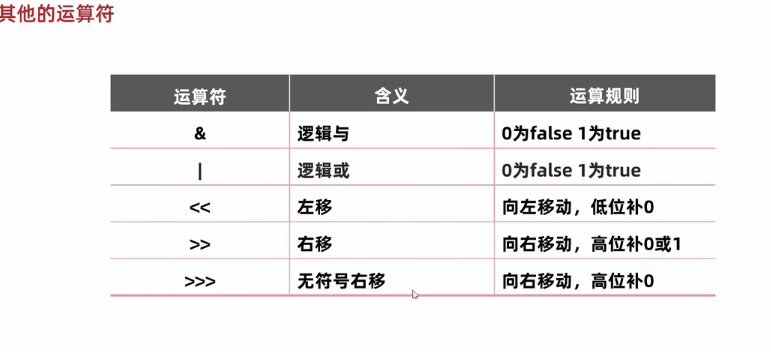 其他的运算符
运算符 含义 运算规则
& 逻辑与 0为false 1为true
| 逻辑或 0为false 1为true
<< 左移 向左移动，低位补0
>> 右移 向右移动，高位补0或1
>>> 无符号右移 向右移动，高位补0